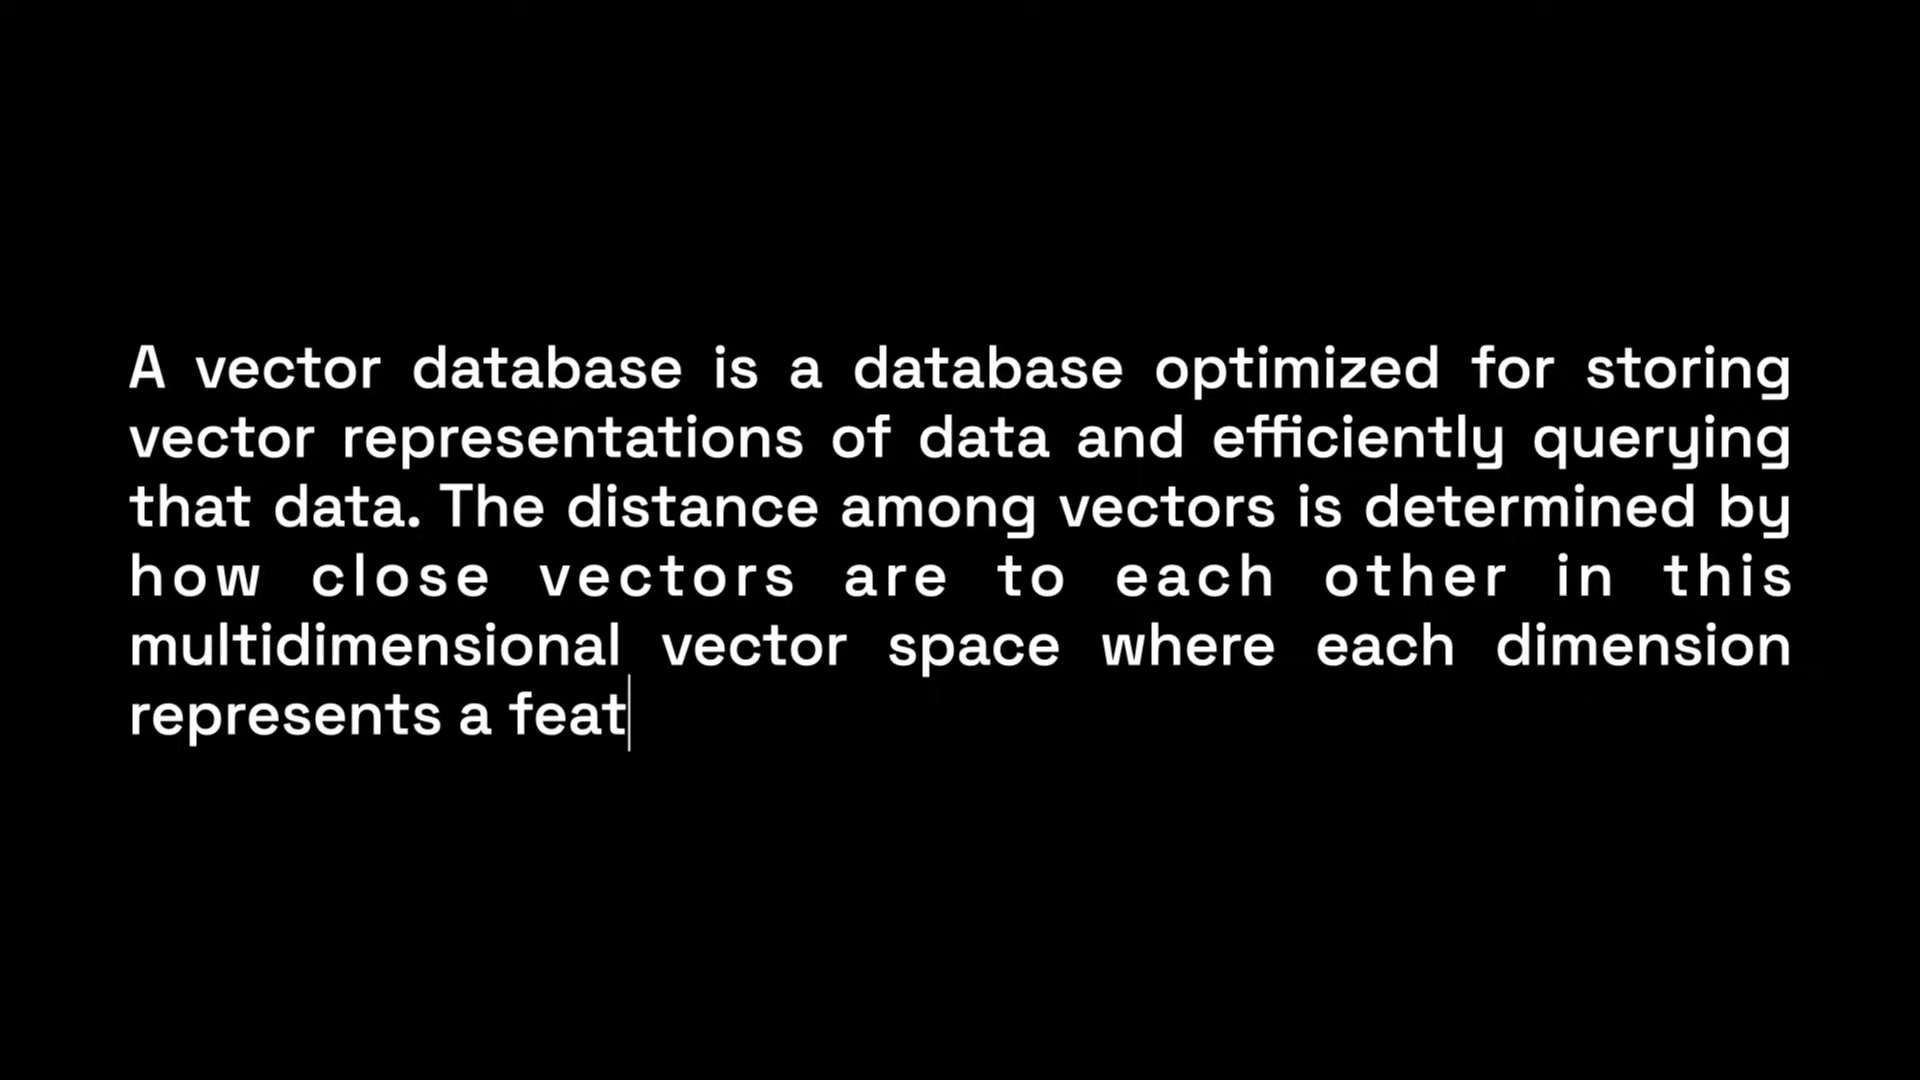 A vector database is a database optimized for storing
vector representations of data and efficiently querying
that data. The distance among vectors is determined by
how close vectors are to each other in this
multidimensional vector space where each dimension
represents a feat